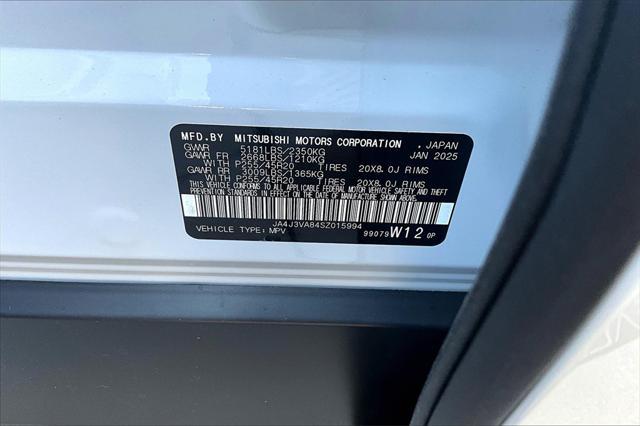 MFD. BY MITSUBISHI MOTORS CORPORATION , JAPAN
GVWR 5181LBS/2350KG JAN 2025
GAWR FR 2668LBS/1210KG
WITH P255/45R20 TIRES 20X8.0J RIMS
GAWR RR 3009LBS/1365KG
WITH P255/45R20 TIRES 20X8.0J RIMS
THIS VEHICLE CONFORMS TO ALL APPLICABLE FEDERAL MOTOR VEHICLE SAFETY AND THEFT
PREVENTION STANDARDS IN EFFECT ON THE DATE OF MANUFACTURE SHOWN ABOVE.
JA4J3VA84SZ015994
VEHICLE TYPE: MPV 99079 W12 0P